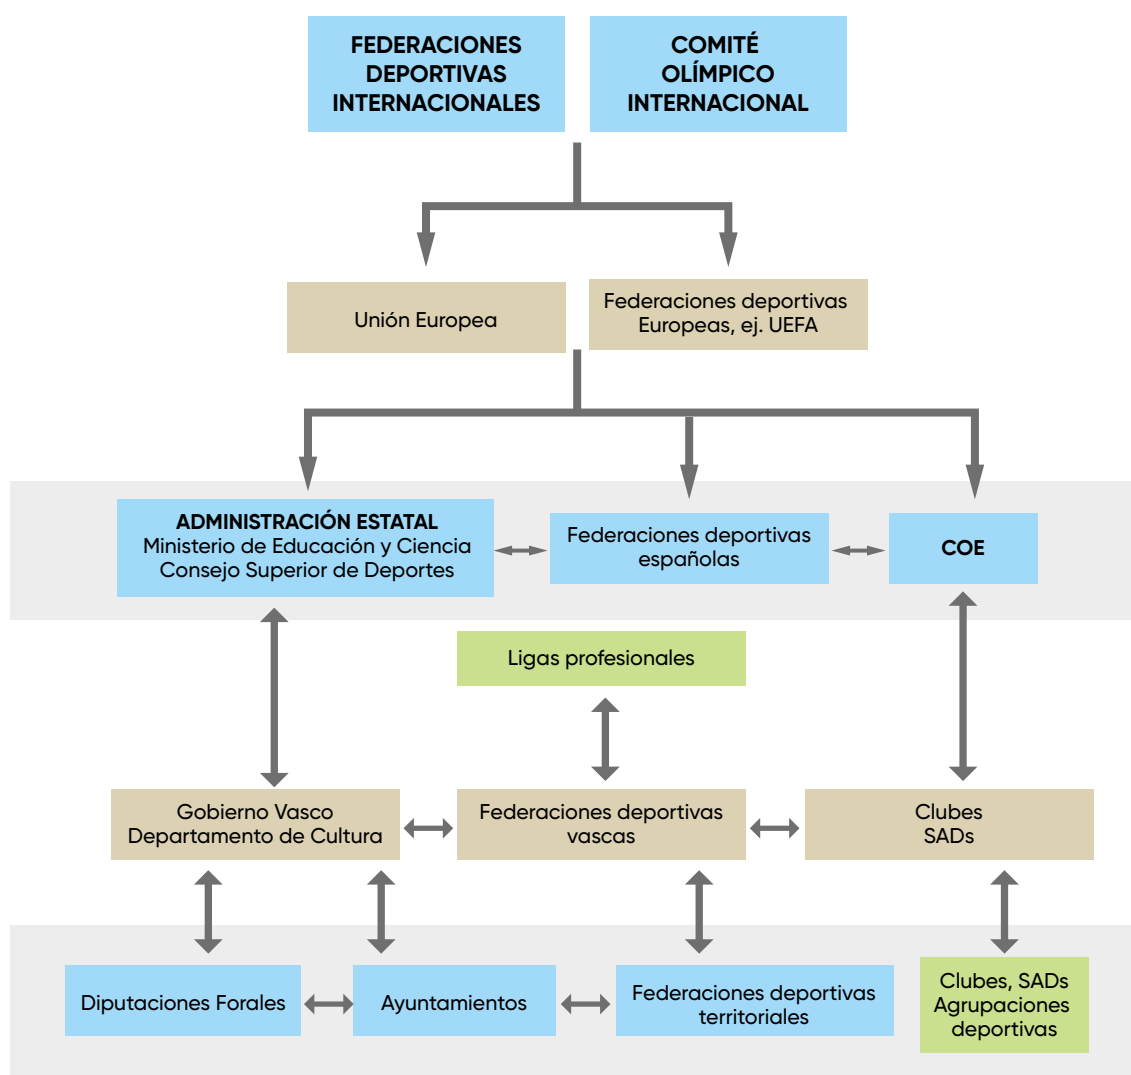 FEDERACIONES
DEPORTIVAS
INTERNACIONALES
COMITÉ
OLÍMPICO
INTERNACIONAL
Unión Europea
Federaciones deportivas
Europeas, ej. UEFA
ADMINISTRACIÓN ESTATAL
Ministerio de Educación y Ciencia
Consejo Superior de Deportes
Federaciones deportivas
españolas
COE
Ligas profesionales
Gobierno Vasco
Departamento de Cultura
Federaciones deportivas
vascas
Clubes
SADs
Diputaciones Forales
Ayuntamientos
Federaciones deportivas
territoriales
Clubes, SADs
Agrupaciones
deportivas